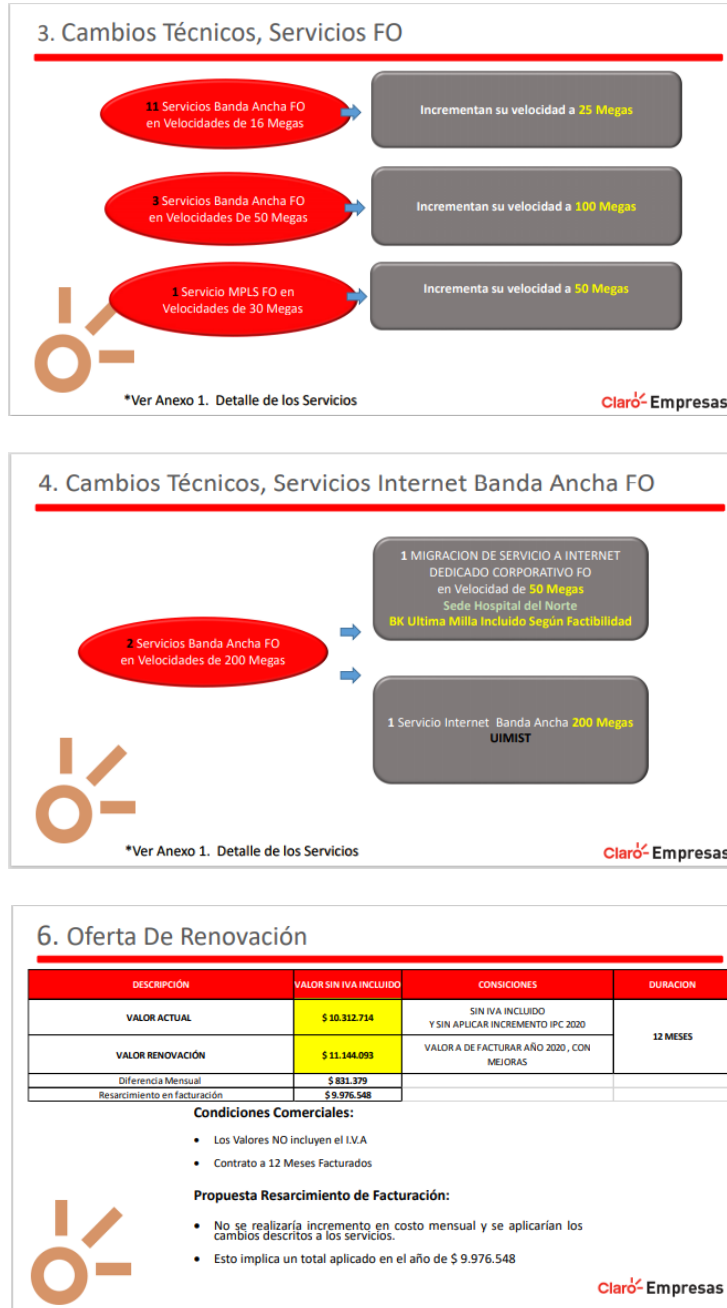 3. Cambios Técnicos, Servicios FO
11 Servicios Banda Ancha FO
en Velocidades de 16 Megas
Incrementan su velocidad a 25 Megas
3 Servicios Banda Ancha FO
en Velocidades De 50 Megas
Incrementan su velocidad a 100 Megas
1 Servicio MPLS FO en
Velocidades de 30 Megas
Incrementa su velocidad a 50 Megas
*Ver Anexo 1. Detalle de los Servicios
Claro- Empresas
4. Cambios Técnicos, Servicios Internet Banda Ancha FO
2 Servicios Banda Ancha FO
en Velocidades de 200 Megas
1 MIGRACION DE SERVICIO A INTERNET
DEDICADO CORPORATIVO FO
en Velocidad de 50 Megas
Sede Hospital del Norte
BK Ultima Milla Incluido Según Factibilidad
1 Servicio Internet Banda Ancha 200 Megas
UIMIST
*Ver Anexo 1. Detalle de los Servicios
Claro- Empresas
6. Oferta De Renovación
DESCRIPCIÓN VALOR SIN IVA INCLUIDO CONSICIONES DURACION
VALOR ACTUAL $ 10.312.714 SIN IVA INCLUIDO
Y SIN APLICAR INCREMENTO IPC 2020
12 MESES
VALOR RENOVACIÓN $ 11.144.093 VALOR A DE FACTURAR AÑO 2020 , CON
MEJORAS
Diferencia Mensual $ 831.379
Resarcimiento en facturación $ 9.976.548
Condiciones Comerciales:
• Los Valores NO incluyen el I.V.A
• Contrato a 12 Meses Facturados
Propuesta Resarcimiento de Facturación:
• No se realizaría incremento en costo mensual y se aplicarían los
cambios descritos a los servicios.
• Esto implica un total aplicado en el año de $ 9.976.548
Claro- Empresas